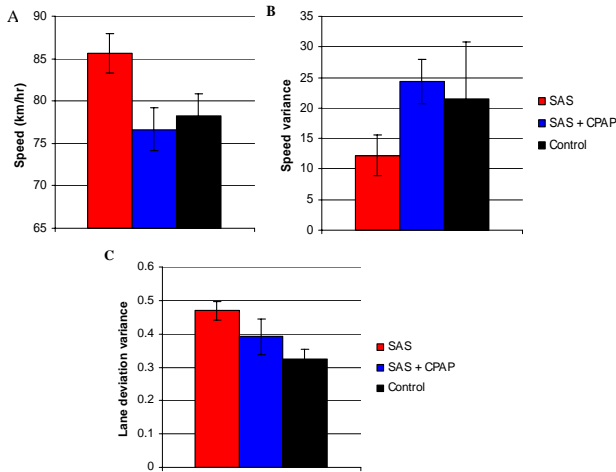 A
Speed (km/hr)
90
85
80
75
70
65
B
Speed variance
35
30
25
20
15
10
5
0
SAS
SAS + CPAP
Control
C
Lane deviation variance
0.6
0.5
0.4
0.3
0.2
0.1
0
SAS
SAS + CPAP
Control